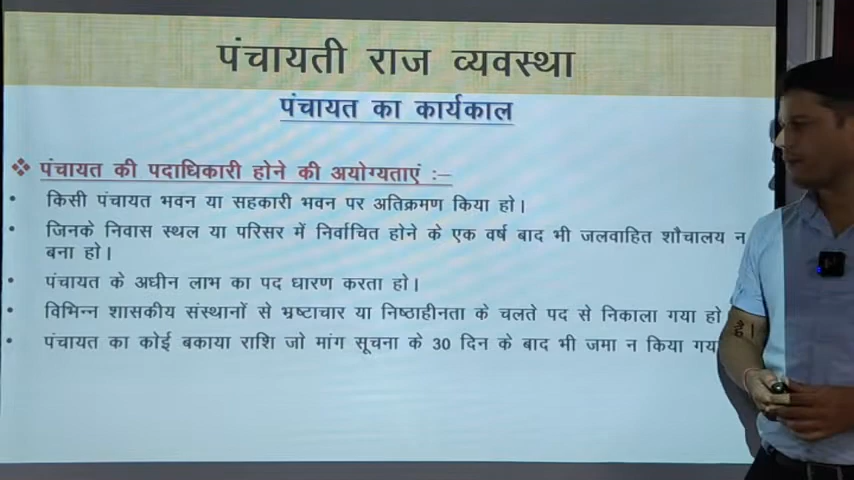 पंचायती राज व्यवस्था
पंचायत का कार्यकाल
❖ पंचायत की पदाधिकारी होने की अयोग्यताएं :–
• किसी पंचायत भवन या सहकारी भवन पर अतिक्रमण किया हो।
• जिनके निवास स्थल या परिसर में निर्वाचित होने के एक वर्ष बाद भी जलवाहित शौचालय न
बना हो।
• पंचायत के अधीन लाभ का पद धारण करता हो।
• विभिन्न शासकीय संस्थानों से भ्रष्टाचार या निष्ठाहीनता के चलते पद से निकाला गया हो
• पंचायत का कोई बकाया राशि जो मांग सूचना के 30 दिन के बाद भी जमा न किया है।